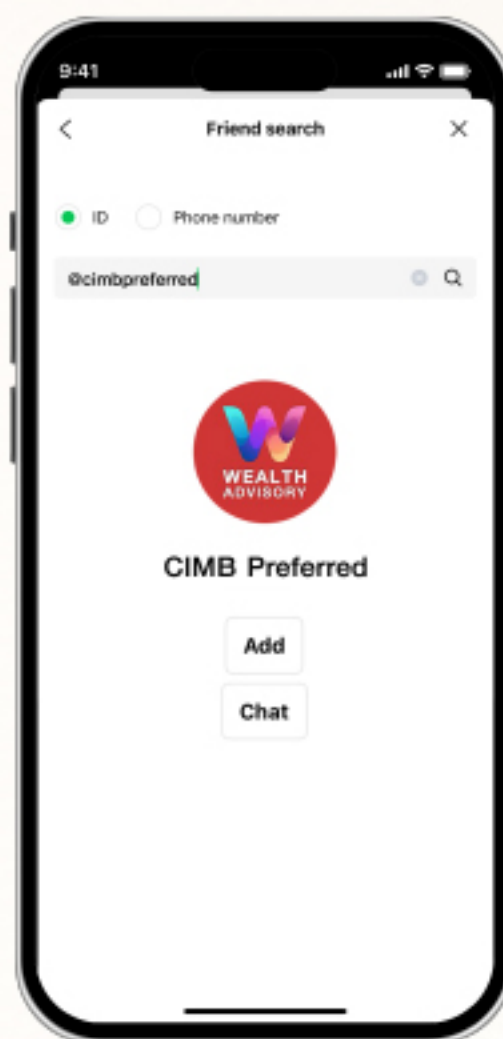 9:41
Friend search
ID Phone number
@cimbpreferred
W
WEALTH
ADVISORY
CIMB Preferred
Add
Chat